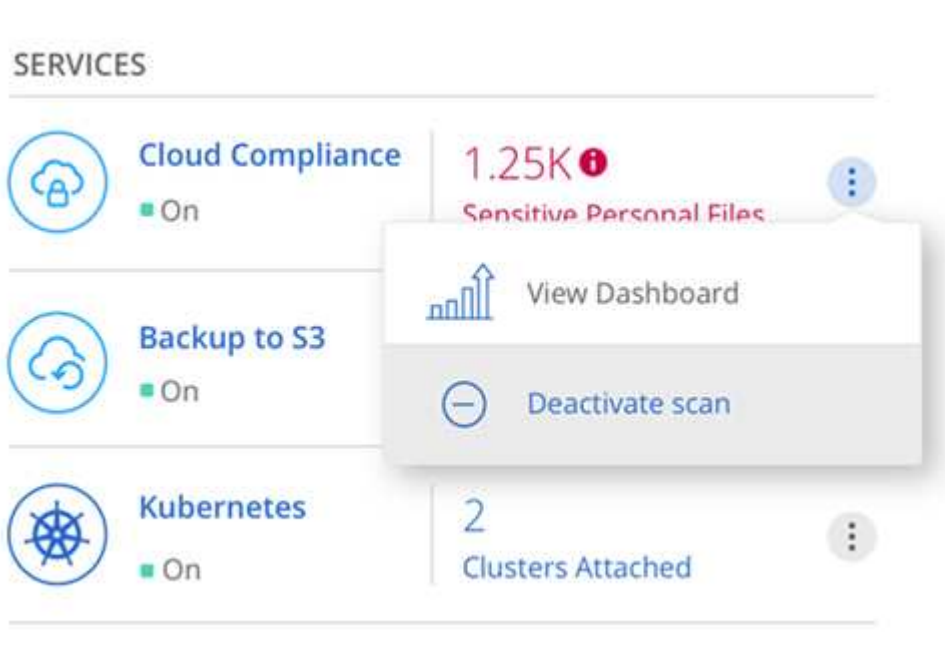 SERVICES
Cloud Compliance
On
1.25K
Sensitive Personal Files
View Dashboard
Deactivate scan
Backup to S3
On
Kubernetes
On
2
Clusters Attached